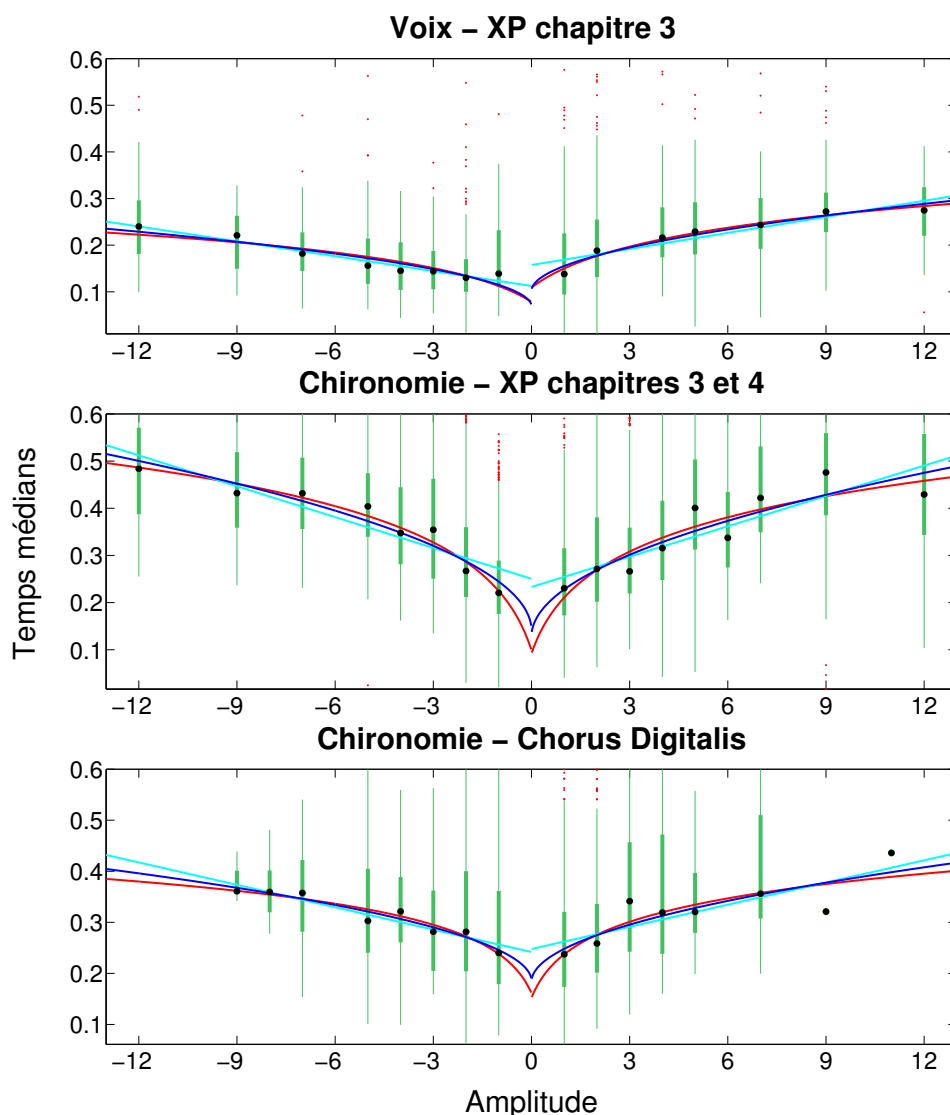 Voix − XP chapitre 3
0.6
0.5
0.4
0.3
0.2
0.1
−12 −9 −6 −3 0 3 6 9 12
Chironomie − XP chapitres 3 et 4
0.6
0.5
0.4
0.3
0.2
0.1
Temps médians
−12 −9 −6 −3 0 3 6 9 12
Chironomie − Chorus Digitalis
0.6
0.5
0.4
0.3
0.2
0.1
−12 −9 −6 −3 0 3 6 9 12
Amplitude